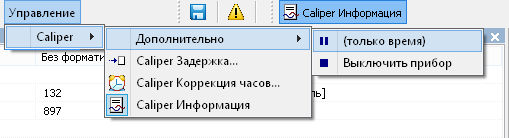 Управление
Caliper Информация
Caliper
Дополнительно
(только время)
Без формати
Caliper Задержка...
Выключить прибор
Caliper Коррекция часов...
132
Caliper Информация
ль]
897